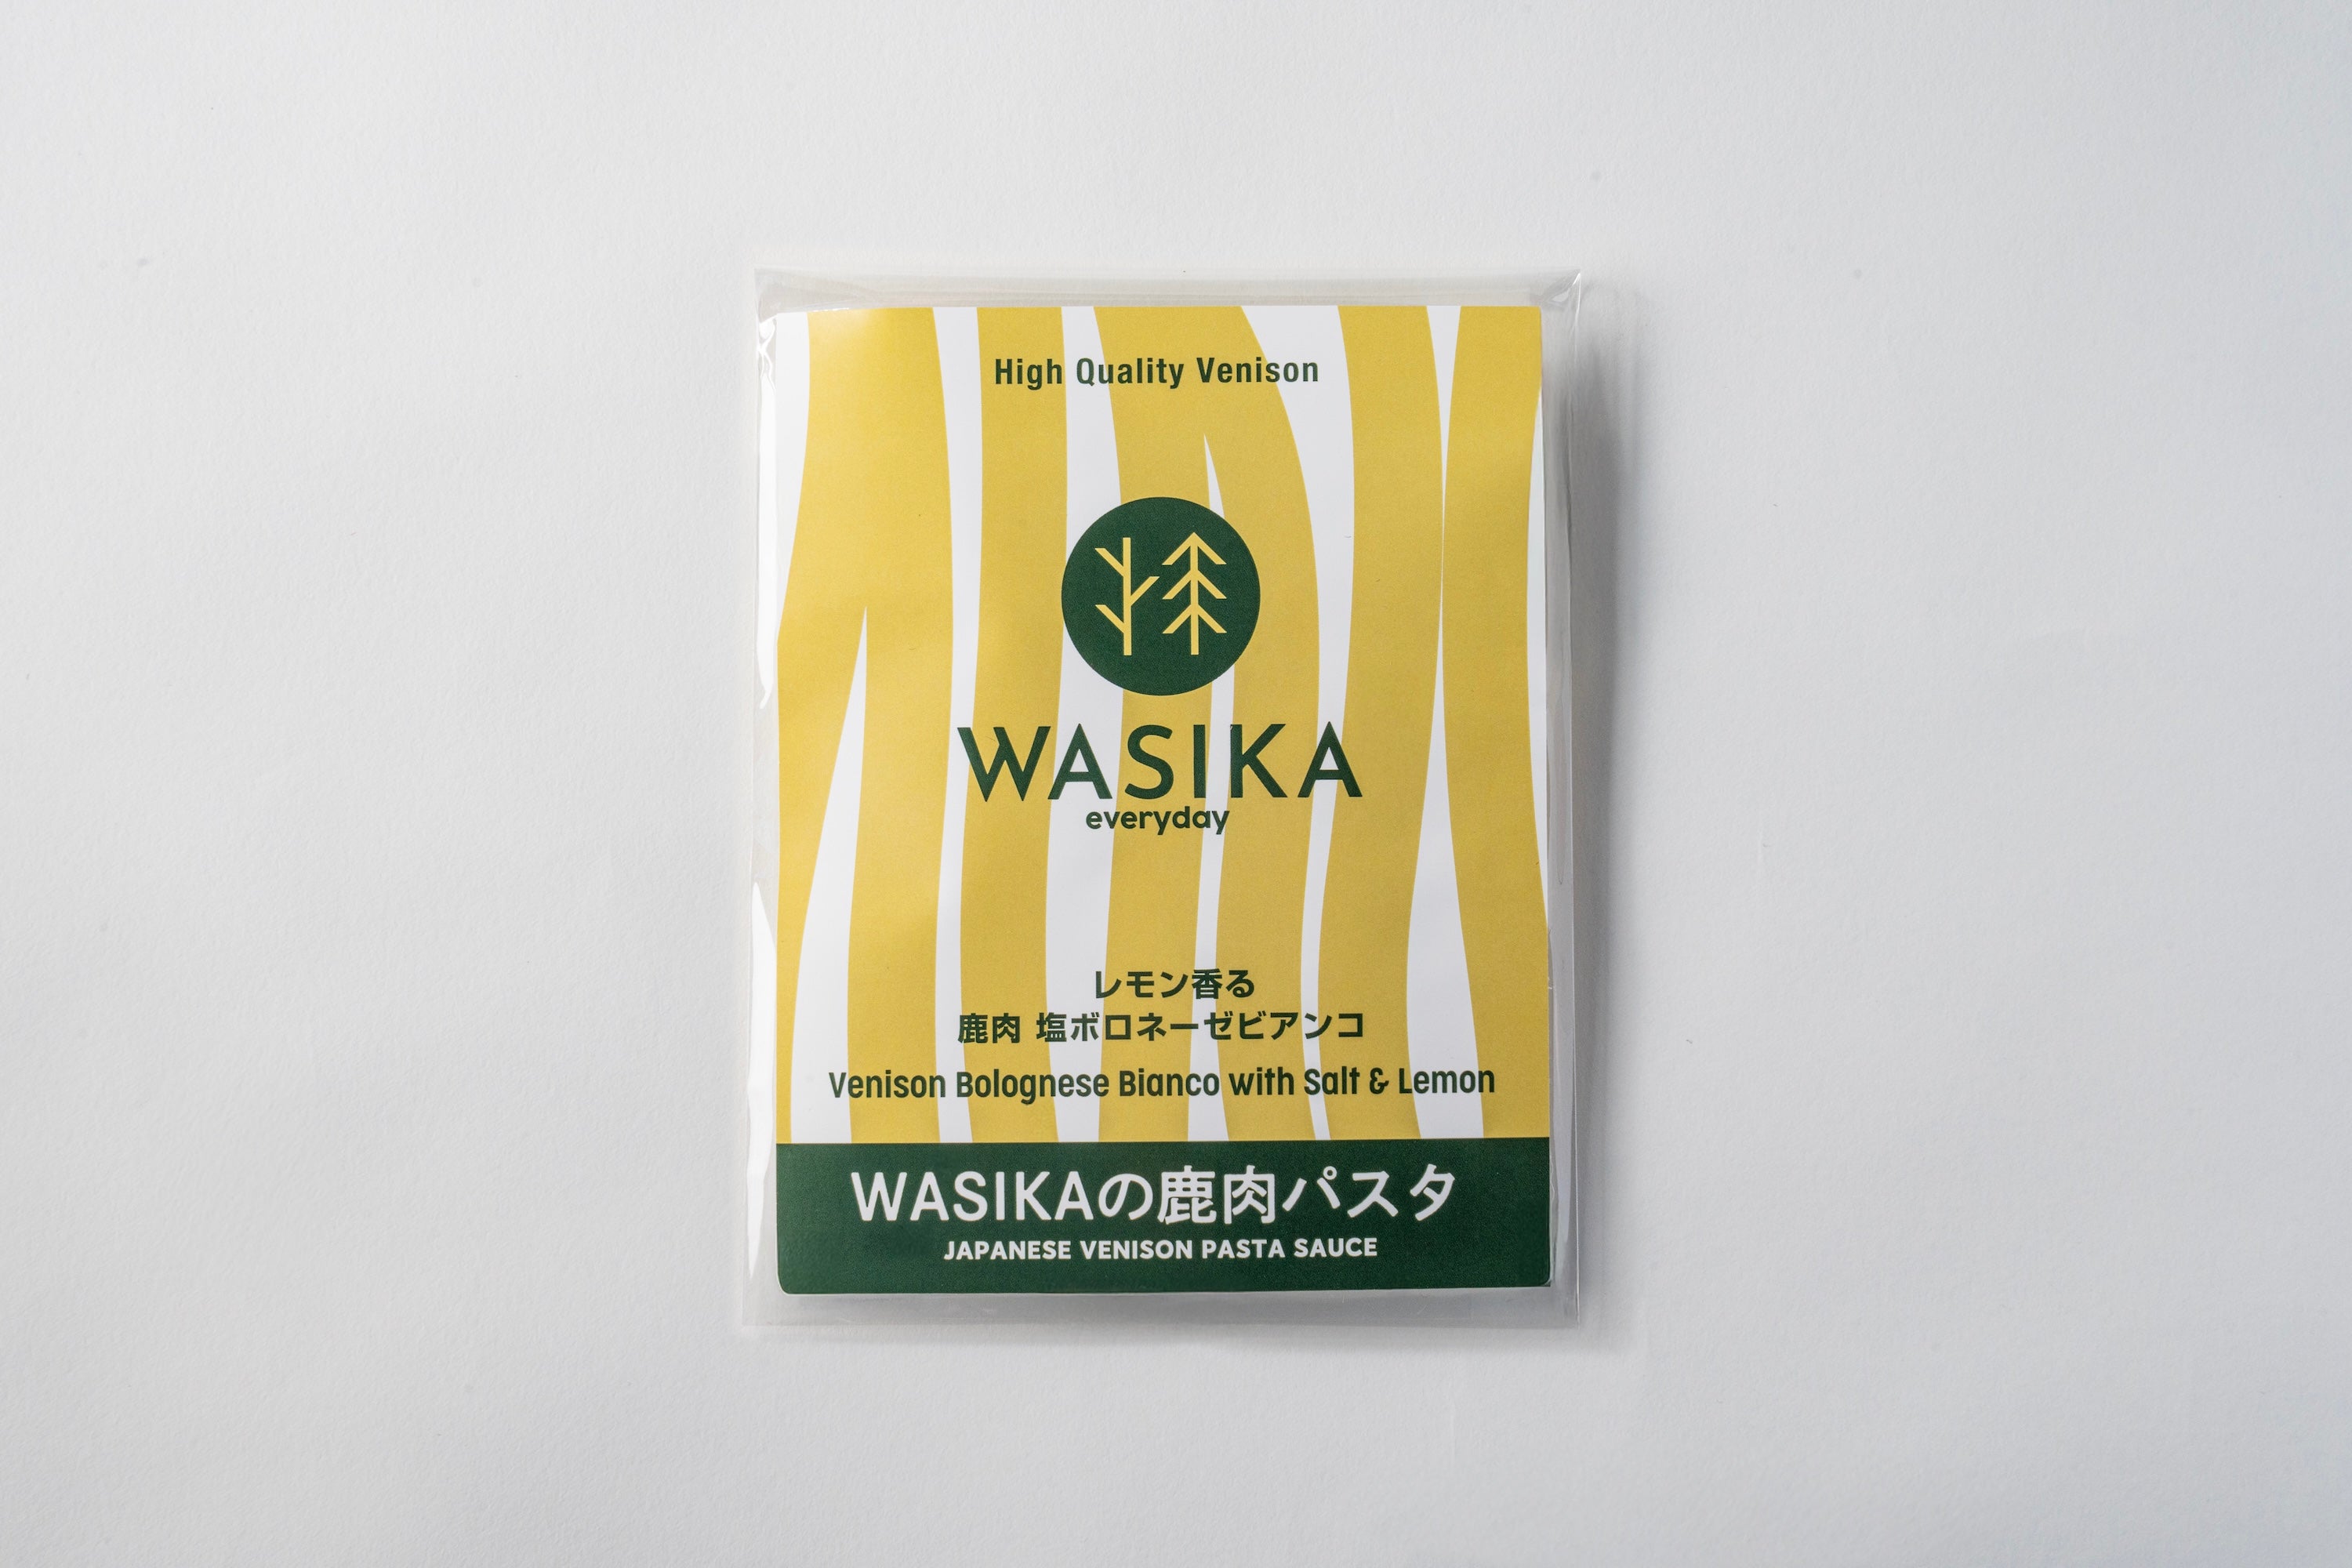 High Quality Venison
WASIKA
everyday
レモン香る
鹿肉 塩ボロネーゼビアンコ
Venison Bolognese Bianco with Salt & Lemon
WASIKAの鹿肉パスタ
JAPANESE VENISON PASTA SAUCE